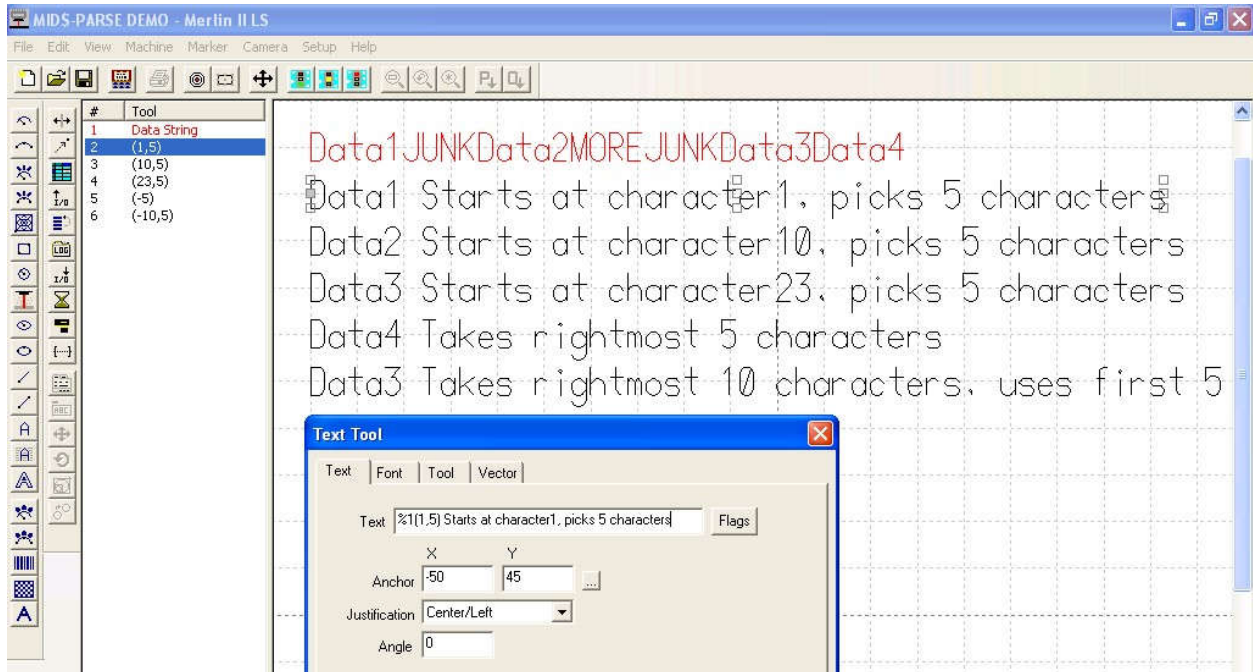 MIDS-PARSE DEMO - Merlin II LS
File Edit View Machine Marker Camera Setup Help
# Tool
1 Data String
2 (1,5)
3 (10,5)
4 (23,5)
5 (-5)
6 (-10,5)
Data1JUNKData2MOREJUNKData3Data4
Data1 Starts at character1, picks 5 characters
Data2 Starts at character10, picks 5 characters
Data3 Starts at character23, picks 5 characters
Data4 Takes rightmost 5 characters
Data3 Takes rightmost 10 characters, uses first 5
Text Tool
Text Font Tool Vector
Text %1(1,5) Starts at character1, picks 5 characters Flags
X Y
Anchor -50 45 ...
Justification Center/Left
Angle 0